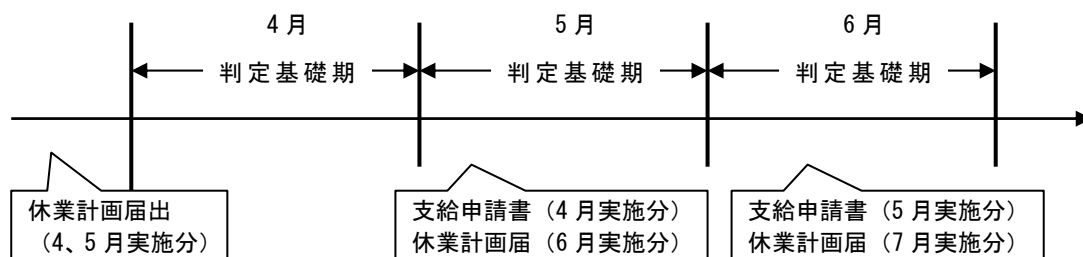 4月
5月
6月
判定基礎期
判定基礎期
判定基礎期
休業計画届出
(4、5月実施分)
支給申請書(4月実施分)
休業計画届(6月実施分)
支給申請書(5月実施分)
休業計画届(7月実施分)